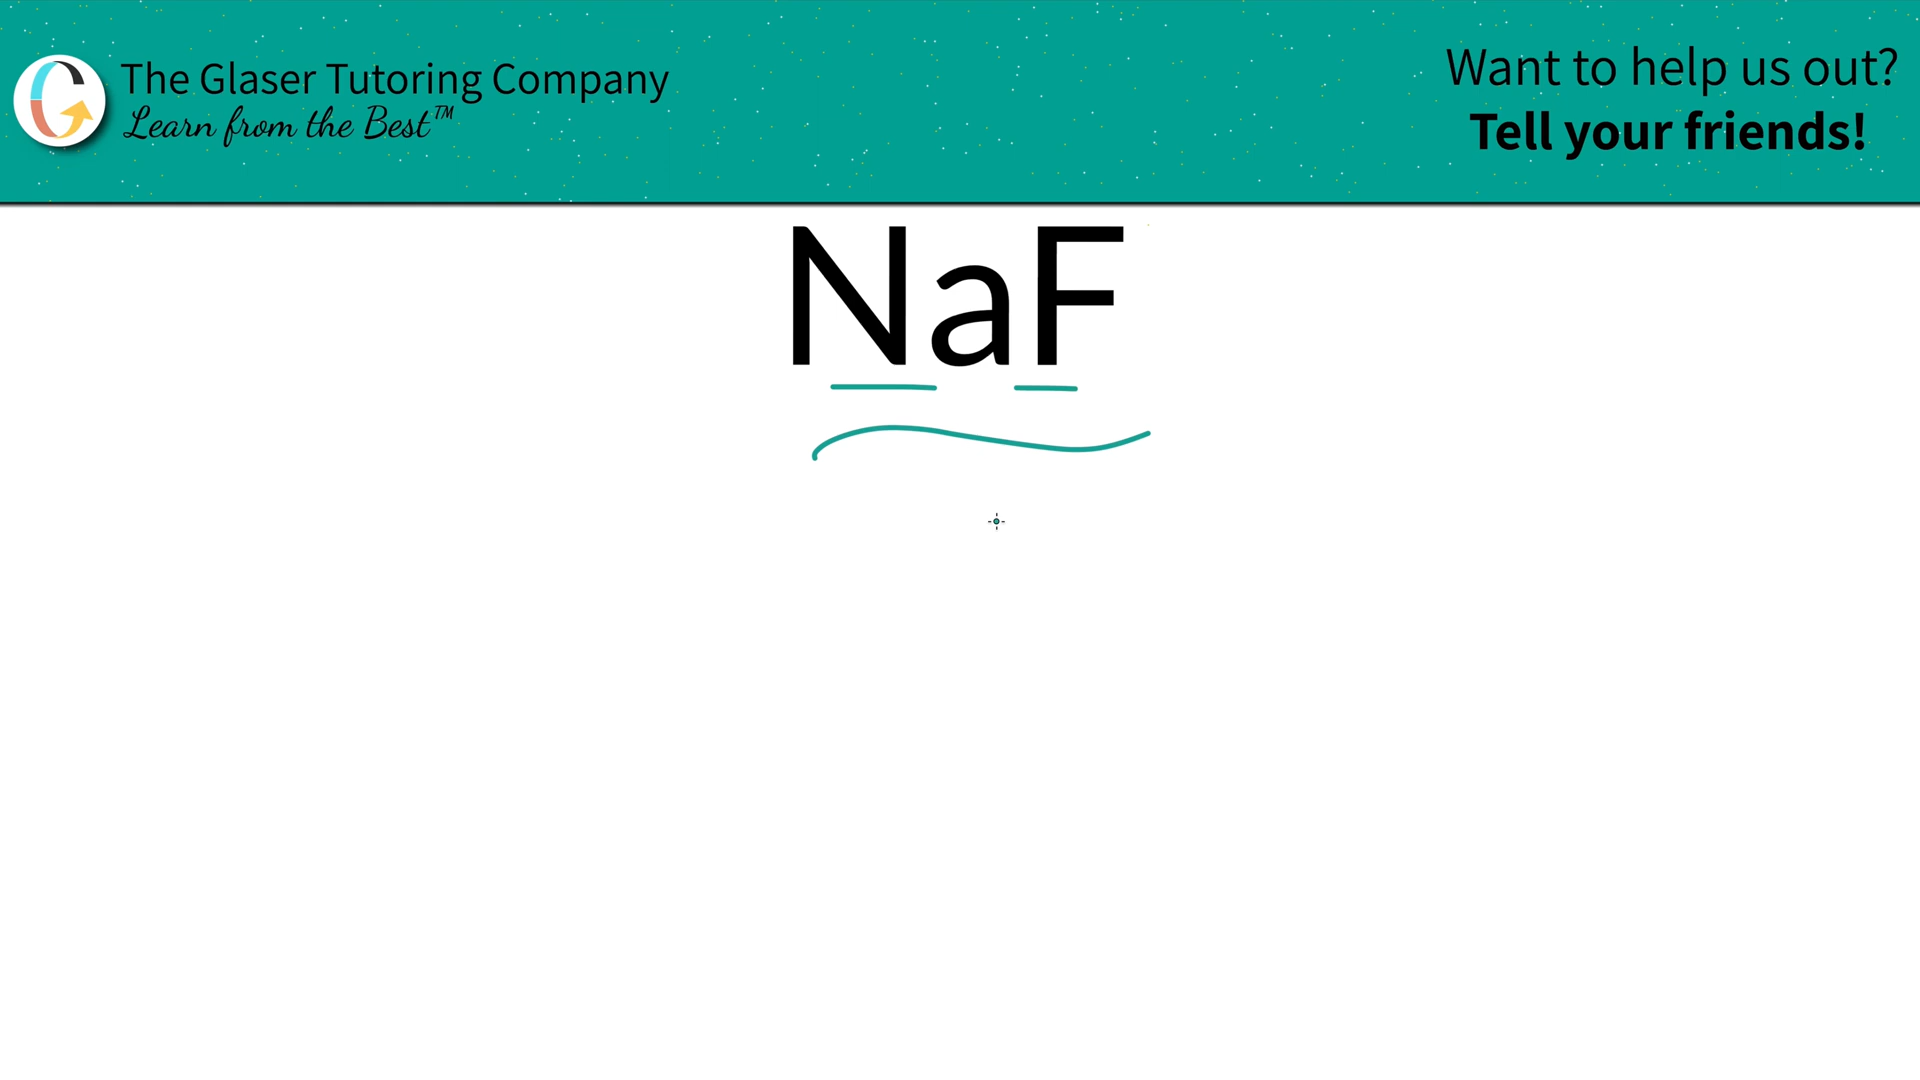 The Glaser Tutoring Company
Learn from the Best™
Want to help us out?
Tell your friends!
NaF